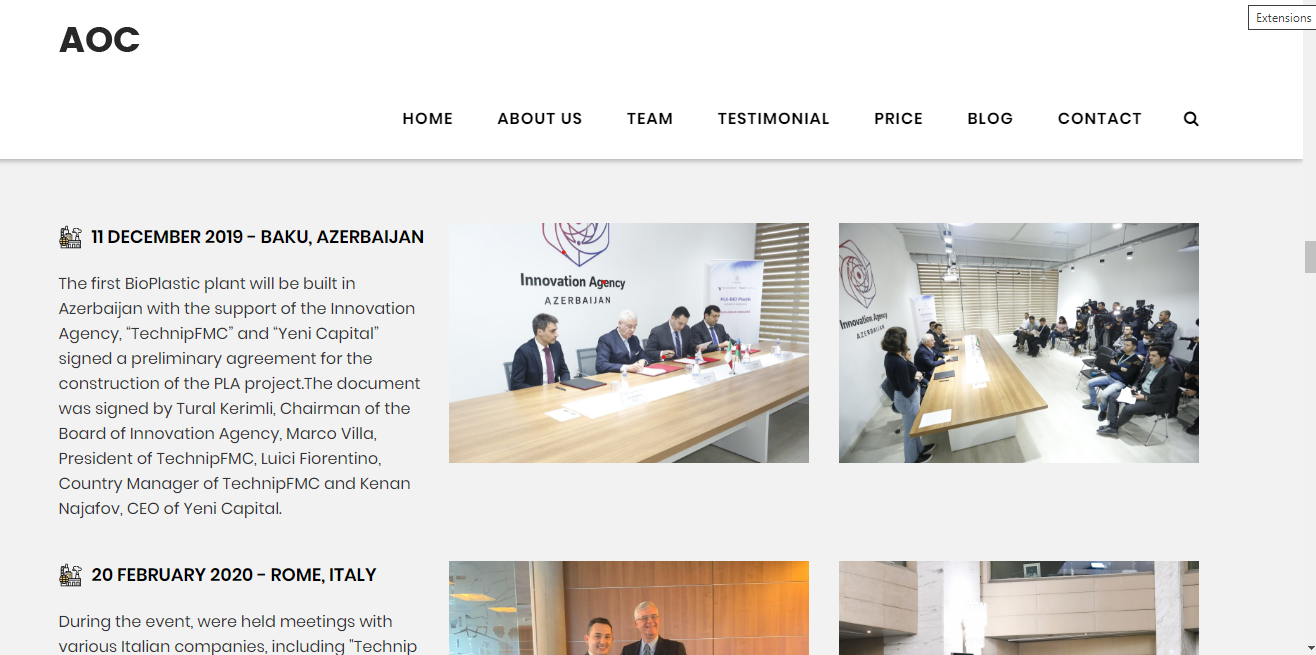 Extensions
AOC
HOME ABOUT US TEAM TESTIMONIAL PRICE BLOG CONTACT
11 DECEMBER 2019 - BAKU, AZERBAIJAN
The first BioPlastic plant will be built in
Azerbaijan with the support of the Innovation
Agency, “TechnipFMC” and “Yeni Capital”
signed a preliminary agreement for the
construction of the PLA project.The document
was signed by Tural Kerimli, Chairman of the
Board of Innovation Agency, Marco Villa,
President of TechnipFMC, Luici Fiorentino,
Country Manager of TechnipFMC and Kenan
Najafov, CEO of Yeni Capital.
Innovation Agency
AZERBAIJAN
PLA-BIO Plastic
Innovation Agency
AZERBAIJAN
20 FEBRUARY 2020 - ROME, ITALY
During the event, were held meetings with
various Italian companies, including "Technip